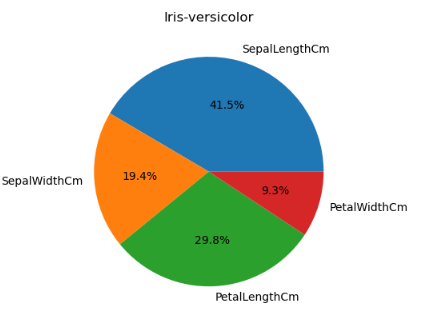 Iris-versicolor
SepalLengthCm
41.5%
SepalWidthCm
19.4%
9.3%
PetalWidthCm
29.8%
PetalLengthCm